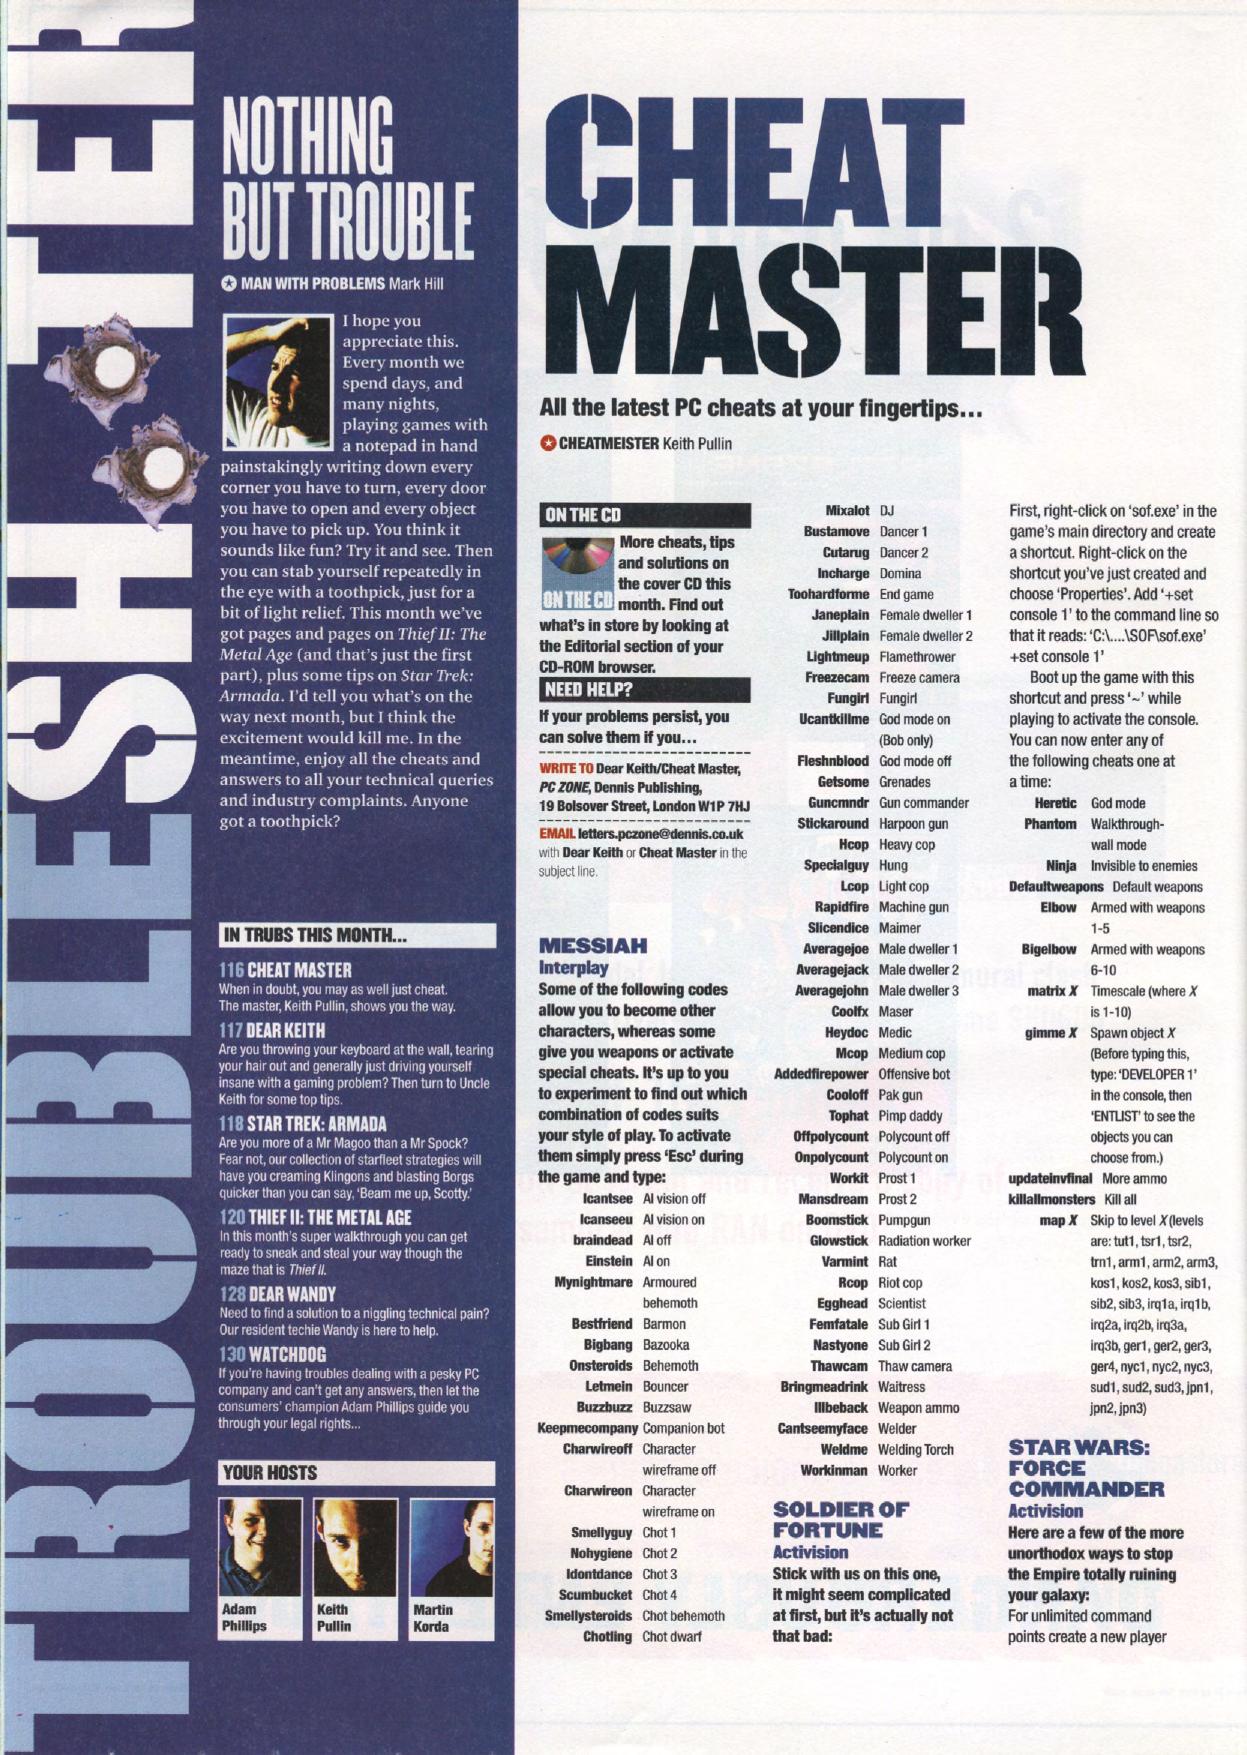 TROUBLESHOOTER
NOTHING
BUT TROUBLE
MAN WITH PROBLEMS Mark Hill
I hope you
appreciate this.
Every month we
spend days, and
many nights,
playing games with
a notepad in hand
painstakingly writing down every
corner you have to turn, every door
you have to open and every object
you have to pick up. You think it
sounds like fun? Try it and see. Then
you can stab yourself repeatedly in
the eye with a toothpick, just for a
bit of light relief. This month we've
got pages and pages on Thief II: The
Metal Age (and that's just the first
part), plus some tips on Star Trek:
Armada. I'd tell you what's on the
way next month, but I think the
excitement would kill me. In the
meantime, enjoy all the cheats and
answers to all your technical queries
and industry complaints. Anyone
got a toothpick?
IN TRUBS THIS MONTH...
116 CHEAT MASTER
When in doubt, you may as well just cheat.
The master, Keith Pullin, shows you the way.
117 DEAR KEITH
Are you throwing your keyboard at the wall, tearing
your hair out and generally just driving yourself
insane with a gaming problem? Then turn to Uncle
Keith for some top tips.
118 STAR TREK: ARMADA
Are you more of a Mr Magoo than a Mr Spock?
Fear not, our collection of starfleet strategies will
have you creaming Klingons and blasting Borgs
quicker than you can say, 'Beam me up, Scotty.'
120 THIEF II: THE METAL AGE
In this month's super walkthrough you can get
ready to sneak and steal your way though the
maze that is Thief II.
128 DEAR WANDY
Need to find a solution to a niggling technical pain?
Our resident techie Wandy is here to help.
130 WATCHDOG
If you're having troubles dealing with a pesky PC
company and can't get any answers, then let the
consumers' champion Adam Phillips guide you
through your legal rights...
YOUR HOSTS
Adam
Phillips
Keith
Pullin
Martin
Korda
CHEAT
MASTER
All the latest PC cheats at your fingertips...
CHEATMEISTER Keith Pullin
ON THE CD
ON THE CD
More cheats, tips
and solutions on
the cover CD this
month. Find out
what's in store by looking at
the Editorial section of your
CD-ROM browser.
NEED HELP?
If your problems persist, you
can solve them if you...
WRITE TO Dear Keith/Cheat Master,
PC ZONE, Dennis Publishing,
19 Bolsover Street, London W1P 7HJ
EMAIL letters.pczone@dennis.co.uk
with Dear Keith or Cheat Master in the
subject line.
MESSIAH
Interplay
Some of the following codes
allow you to become other
characters, whereas some
give you weapons or activate
special cheats. It's up to you
to experiment to find out which
combination of codes suits
your style of play. To activate
them simply press 'Esc' during
the game and type:
Icantsee AI vision off
Icanseeu AI vision on
braindead AI off
Einstein AI on
Mynightmare Armoured
behemoth
Bestfriend Barmon
Bigbang Bazooka
Onsteroids Behemoth
Letmein Bouncer
Buzzbuzz Buzzsaw
Keepmecompany Companion bot
Charwireoff Character
wireframe off
Charwireon Character
wireframe on
Smellyguy Chot 1
Nohygiene Chot 2
Idontdance Chot 3
Scumbucket Chot 4
Smellysteroids Chot behemoth
Chotling Chot dwarf
Mixalot DJ
Bustamove Dancer 1
Cutarug Dancer 2
Incharge Domina
Toohardforme End game
Janeplain Female dweller 1
Jillplain Female dweller 2
Lightmeup Flamethrower
Freezecam Freeze camera
Fungirl Fungirl
Ucantkillme God mode on
(Bob only)
Fleshnblood God mode off
Getsome Grenades
Guncmndr Gun commander
Stickaround Harpoon gun
Hcop Heavy cop
Specialguy Hung
Lcop Light cop
Rapidfire Machine gun
Slicendice Maimer
Averagejoe Male dweller 1
Averagejack Male dweller 2
Averagejohn Male dweller 3
Coolfx Maser
Heydoc Medic
Mcop Medium cop
Addedfirepower Offensive bot
Cooloff Pak gun
Tophat Pimp daddy
Offpolycount Polycount off
Onpolycount Polycount on
Workit Prost 1
Mansdream Prost 2
Boomstick Pumpgun
Glowstick Radiation worker
Varmint Rat
Rcop Riot cop
Egghead Scientist
Femfatale Sub Girl 1
Nastyone Sub Girl 2
Thawcam Thaw camera
Bringmeadrink Waitress
Illbeback Weapon ammo
Cantseemyface Welder
Weldme Welding Torch
Workinman Worker
SOLDIER OF
FORTUNE
Activision
Stick with us on this one,
it might seem complicated
at first, but it's actually not
that bad:
First, right-click on 'sof.exe' in the
game's main directory and create
a shortcut. Right-click on the
shortcut you've just created and
choose 'Properties'. Add '+set
console 1' to the command line so
that it reads: 'C:\....\SOF\sof.exe'
+set console 1'
Boot up the game with this
shortcut and press '~' while
playing to activate the console.
You can now enter any of
the following cheats one at
a time:
Heretic God mode
Phantom Walkthrough-
wall mode
Ninja Invisible to enemies
Defaultweapons Default weapons
Elbow Armed with weapons
1-5
Bigelbow Armed with weapons
6-10
matrix X Timescale (where X
is 1-10)
gimme X Spawn object X
(Before typing this,
type: 'DEVELOPER 1'
in the console, then
'ENTLIST' to see the
objects you can
choose from.)
updateinvfinal More ammo
killallmonsters Kill all
map X Skip to level X (levels
are: tut1, tsr1, tsr2,
trn1, arm1, arm2, arm3,
kos1, kos2, kos3, sib1,
sib2, sib3, irq1a, irq1b,
irq2a, irq2b, irq3a,
irq3b, ger1, ger2, ger3,
ger4, nyc1, nyc2, nyc3,
sud1, sud2, sud3, jpn1,
jpn2, jpn3)
STAR WARS:
FORCE
COMMANDER
Activision
Here are a few of the more
unorthodox ways to stop
the Empire totally ruining
your galaxy:
For unlimited command
points create a new player